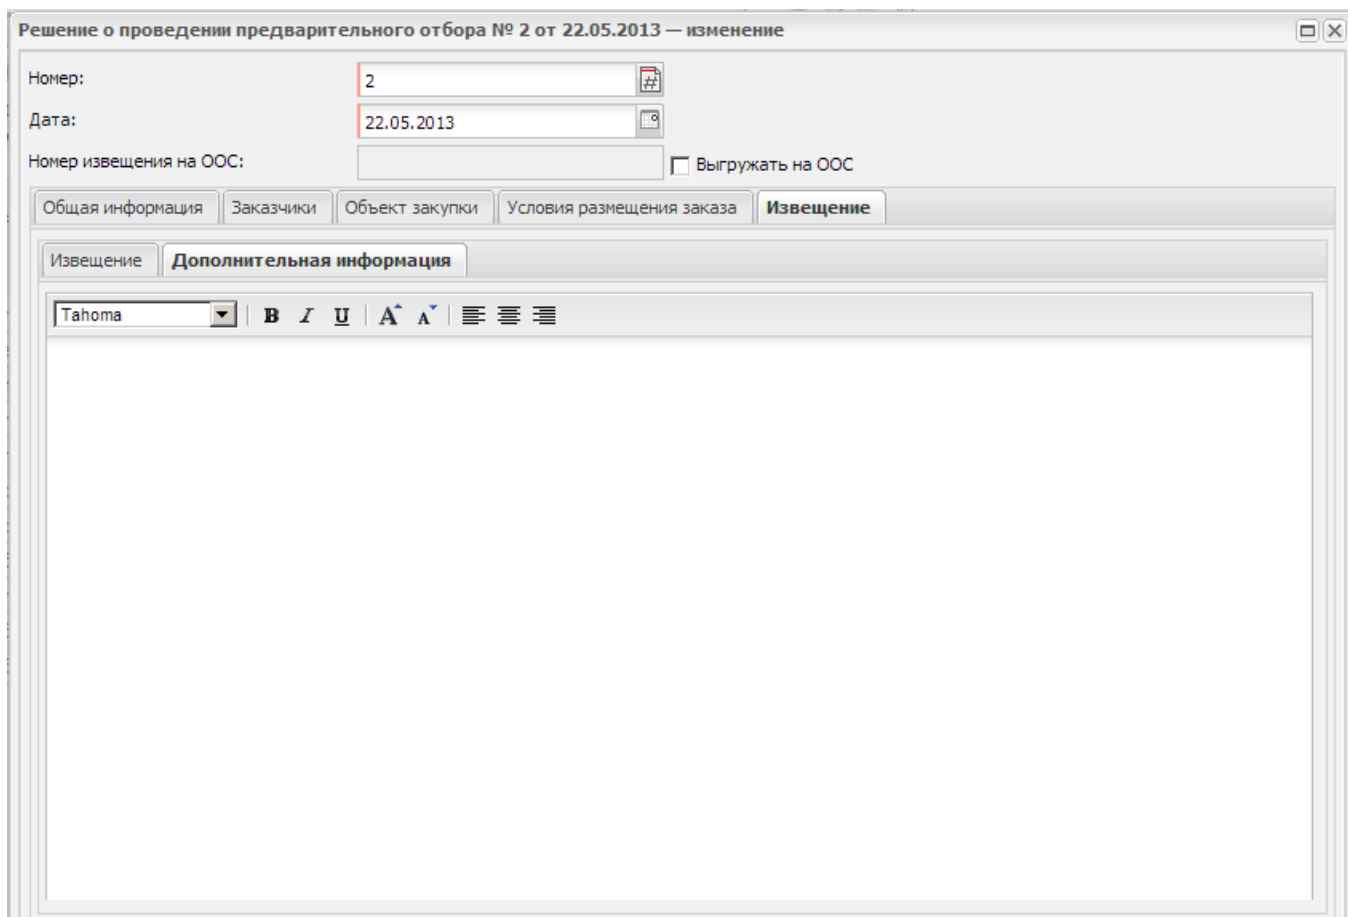 Решение о проведении предварительного отбора № 2 от 22.05.2013 — изменение
Номер: 2
Дата: 22.05.2013
Номер извещения на ООС: Выгружать на ООС
Общая информация Заказчики Объект закупки Условия размещения заказа Извещение
Извещение Дополнительная информация
Tahoma B I U A A